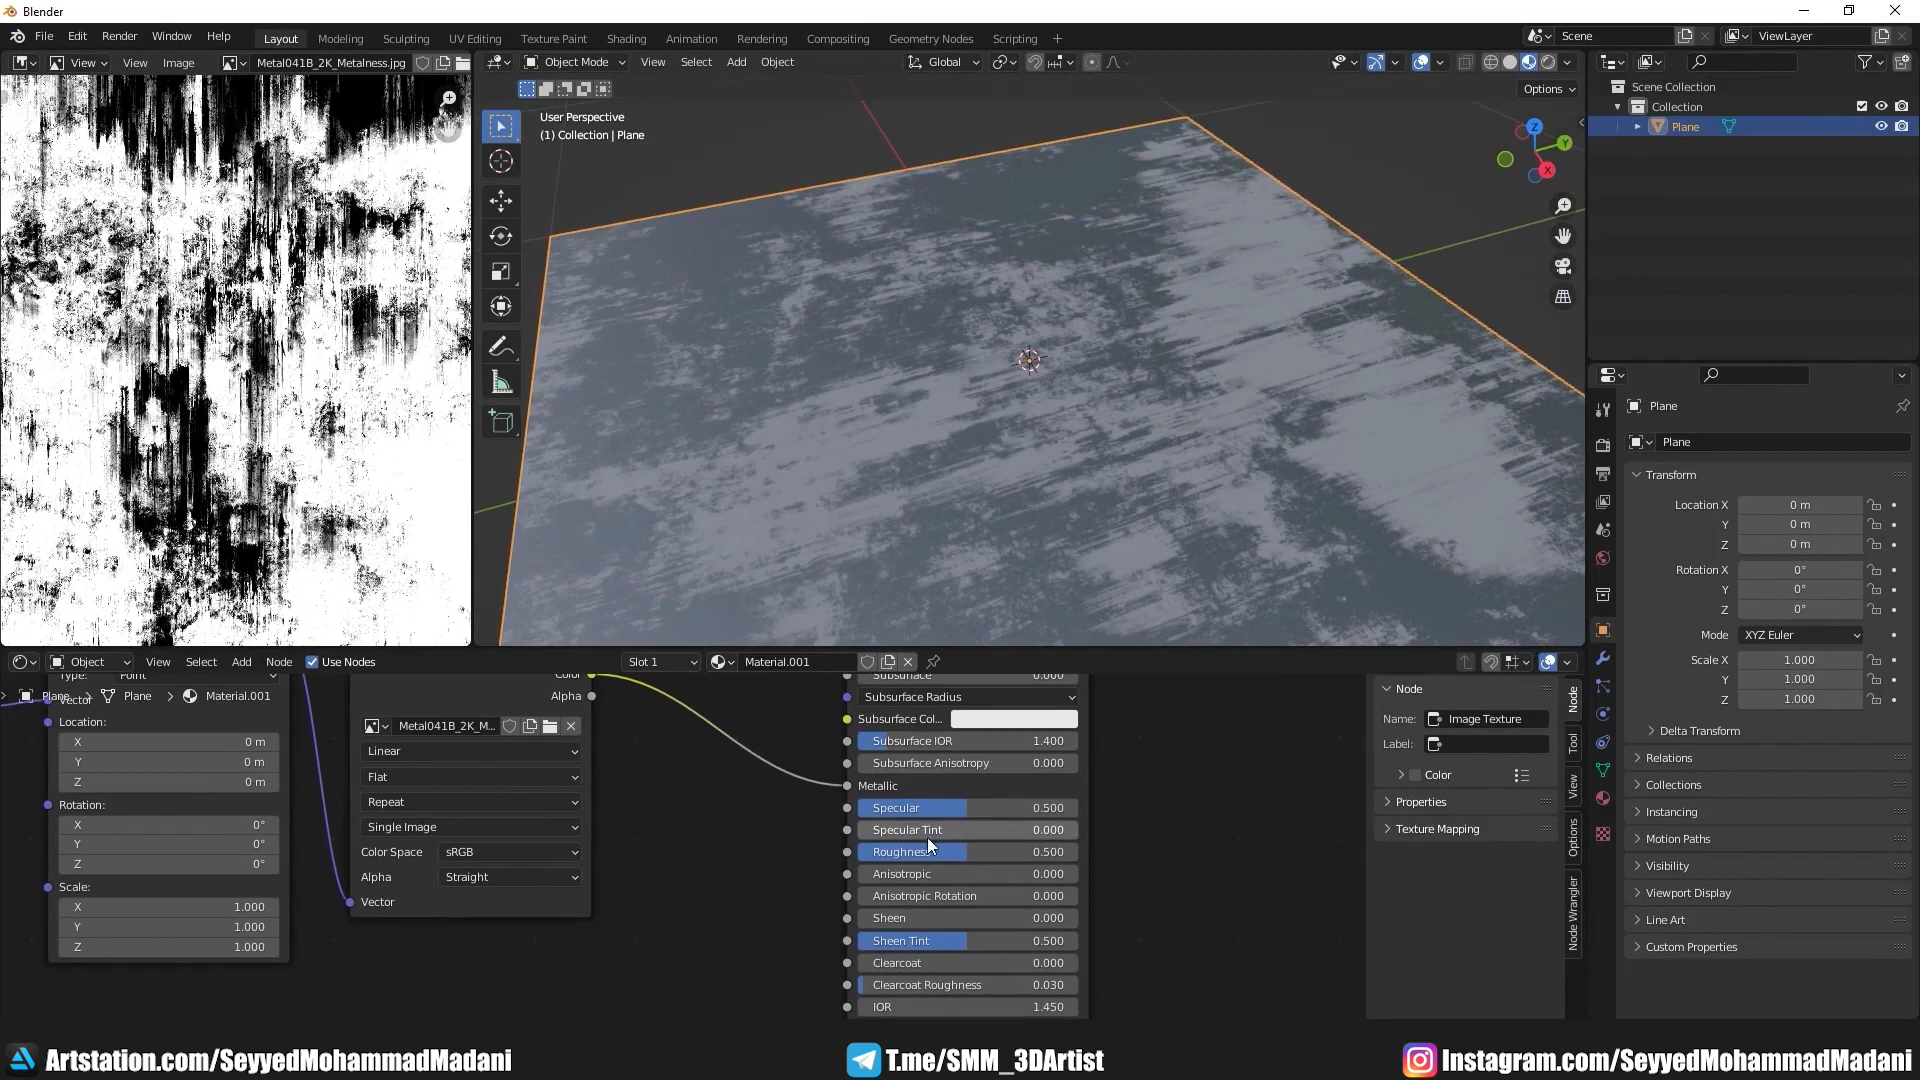 Blender
File Edit Render Window Help
Layout Modeling Sculpting UV Editing Texture Paint Shading Animation Rendering Compositing Geometry Nodes Scripting
Scene
ViewLayer
View View Image Metal041B_2K_Metalness.jpg
Object Mode View Select Add Object
Global
Options
User Perspective
(1) Collection | Plane
Z
Y
X
Scene Collection
Collection
Plane
Plane
Plane
Transform
Location X 0 m
Y 0 m
Z 0 m
Rotation X 0°
Y 0°
Z 0°
Mode XYZ Euler
Scale X 1.000
Y 1.000
Z 1.000
Delta Transform
Relations
Collections
Instancing
Motion Paths
Visibility
Viewport Display
Line Art
Custom Properties
Object View Select Add Node Use Nodes
Slot 1
Material.001
Type: Point
Plane Plane Material.001
Vector
Location:
X 0 m
Y 0 m
Z 0 m
Rotation:
X 0°
Y 0°
Z 0°
Scale:
X 1.000
Y 1.000
Z 1.000
Color
Alpha
Metal041B_2K_M...
Linear
Flat
Repeat
Single Image
Color Space sRGB
Alpha Straight
Vector
Subsurface 0.000
Subsurface Radius
Subsurface Col...
Subsurface IOR 1.400
Subsurface Anisotropy 0.000
Metallic
Specular 0.500
Specular Tint 0.000
Roughness 0.500
Anisotropic 0.000
Anisotropic Rotation 0.000
Sheen 0.000
Sheen Tint 0.500
Clearcoat 0.000
Clearcoat Roughness 0.030
IOR 1.450
Node
Name: Image Texture
Label:
Color
Properties
Texture Mapping
Node
Tool
View
Options
Node Wrangler
Artstation.com/SeyyedMohammadMadani
T.me/SMM_3DArtist
Instagram.com/SeyyedMohammadMadani